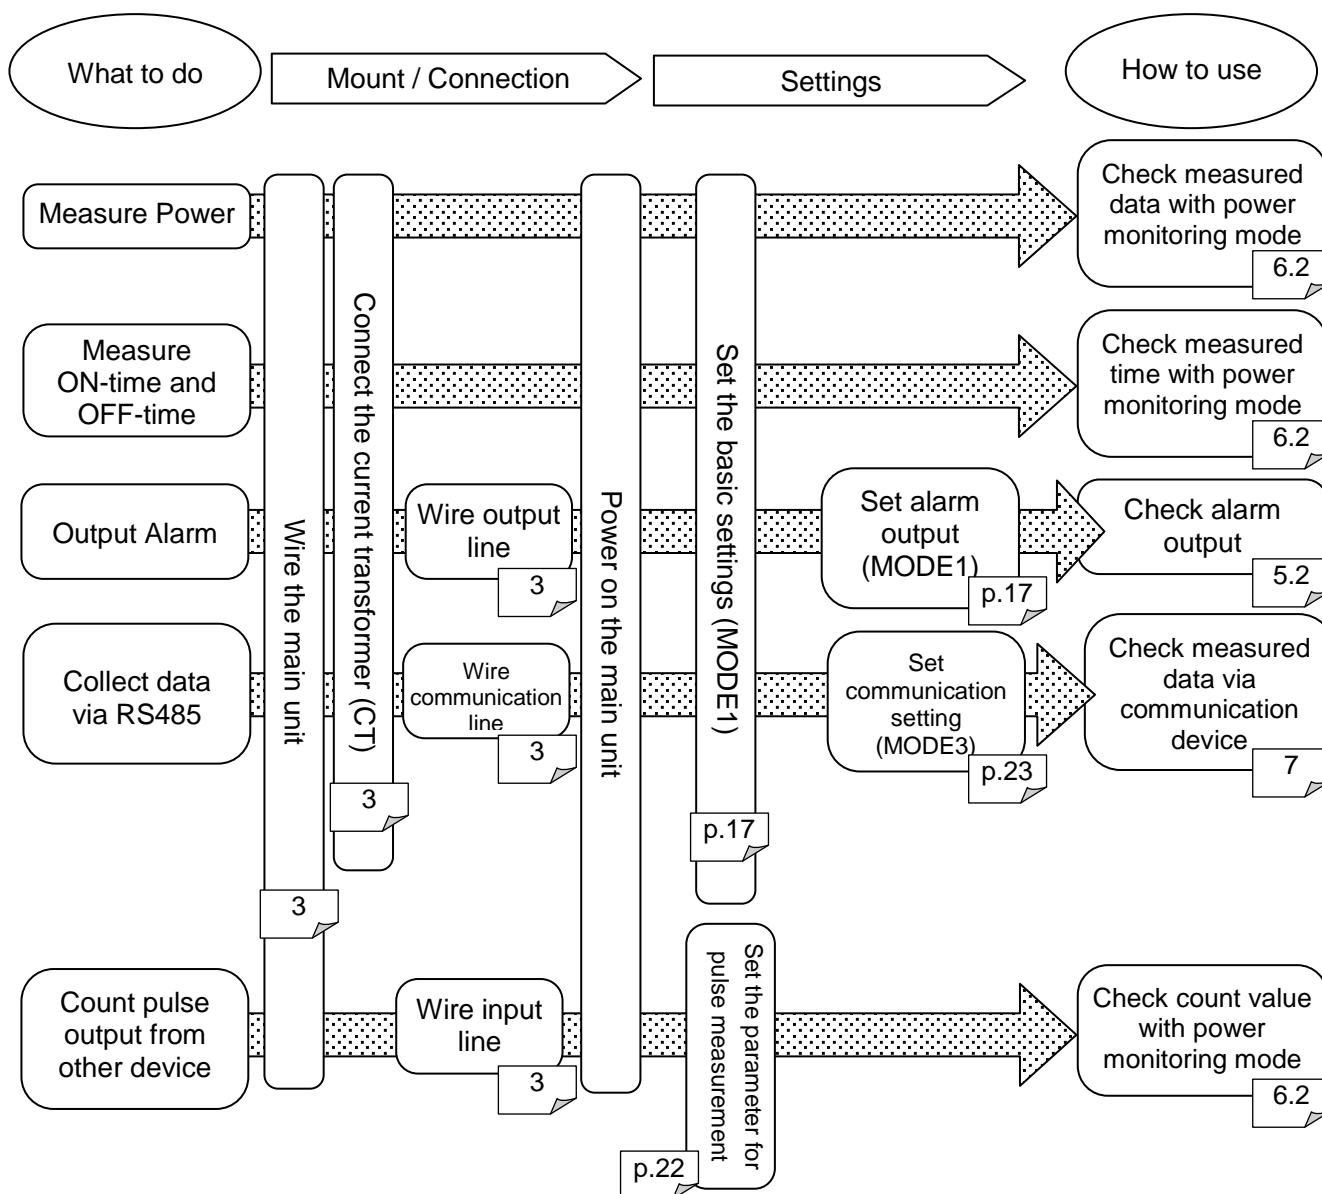 What to do
Mount / Connection
Settings
How to use
Measure Power
Check measured
data with power
monitoring mode
6.2
Measure
ON-time and
OFF-time
Check measured
time with power
monitoring mode
6.2
Output Alarm
Wire output
line
3
Set alarm
output
(MODE1)
p.17
Check alarm
output
5.2
Collect data
via RS485
Wire
communication
line
3
Set
communication
setting
(MODE3)
p.23
Check measured
data via
communication
device
7
Wire the main unit
3
Connect the current transformer (CT)
3
Power on the main unit
Set the basic settings (MODE1)
p.17
Count pulse
output from
other device
Wire input
line
3
Set the parameter for
pulse measurement
p.22
Check count value
with power
monitoring mode
6.2